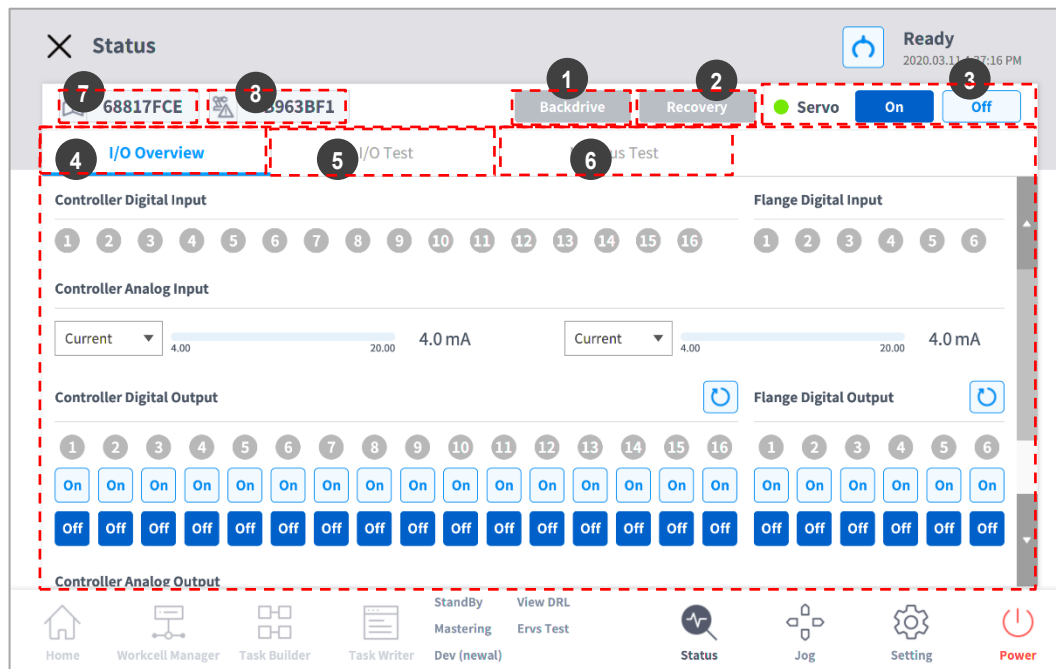 Status
Ready
2020.03.11 4:37:16 PM
7 8 1 2 3
68817FCE 963BF1 Backdrive Recovery Servo On Off
4 I/O Overview 5 I/O Test 6 us Test
Controller Digital Input Flange Digital Input
1 2 3 4 5 6 7 8 9 10 11 12 13 14 15 16 1 2 3 4 5 6
Controller Analog Input
Current 4.0 mA Current 4.0 mA
4.00 20.00 4.00 20.00
Controller Digital Output Flange Digital Output
1 2 3 4 5 6 7 8 9 10 11 12 13 14 15 16 1 2 3 4 5 6
On On On On On On On On On On On On On On On On On On On On On On
Off Off Off Off Off Off Off Off Off Off Off Off Off Off Off Off Off Off Off Off Off Off
Controller Analog Output
StandBy View DRL
Mastering Ervs Test
Home Workcell Manager Task Builder Task Writer Dev (newal) Status Jog Setting Power